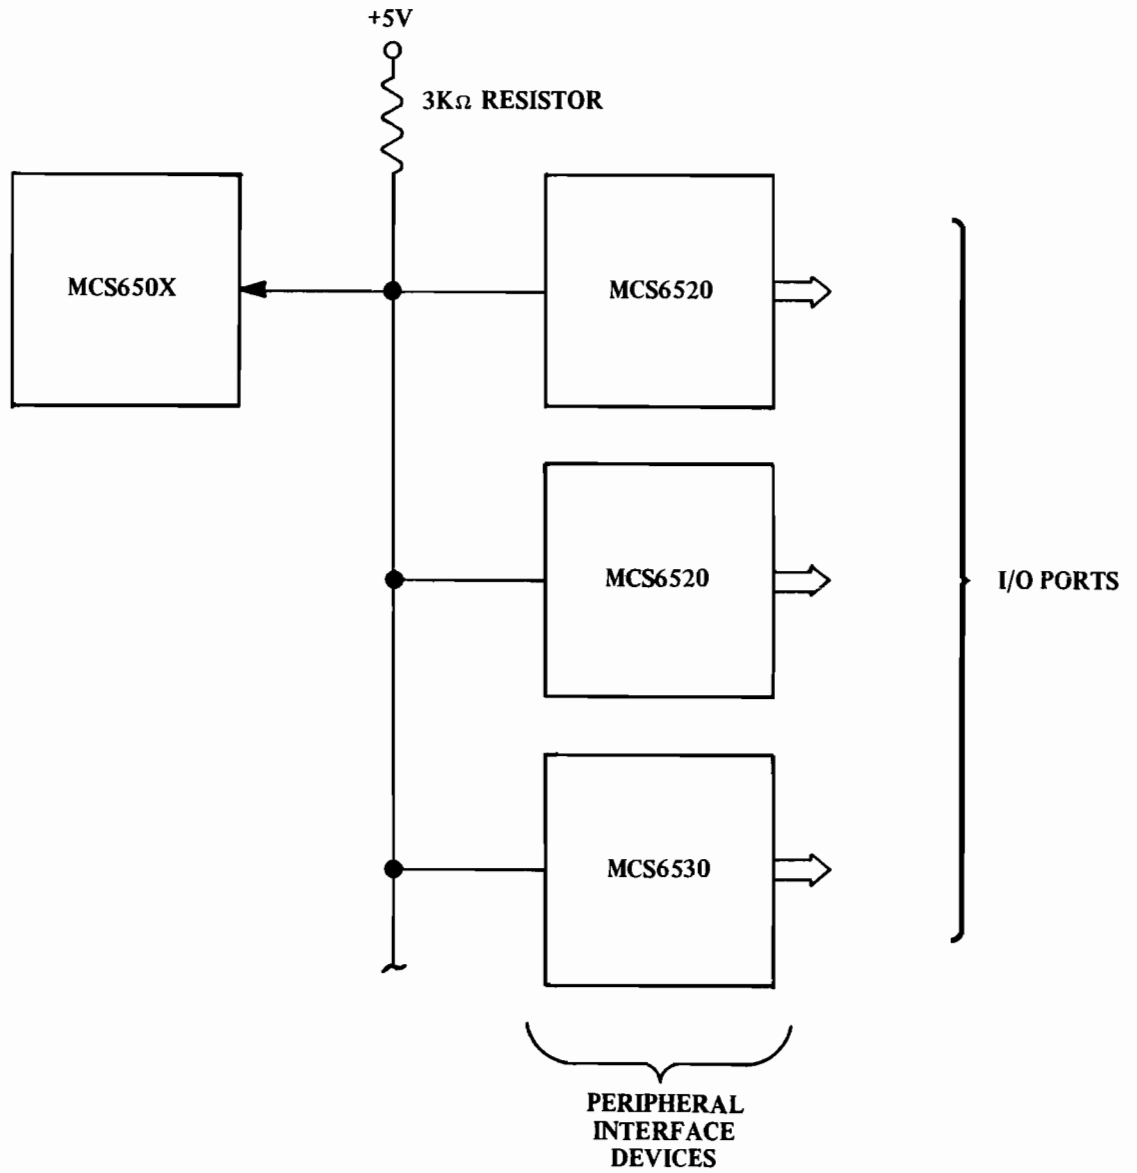 +5V
3KΩ RESISTOR
MCS650X
MCS6520
MCS6520
I/O PORTS
MCS6530
PERIPHERAL
INTERFACE
DEVICES